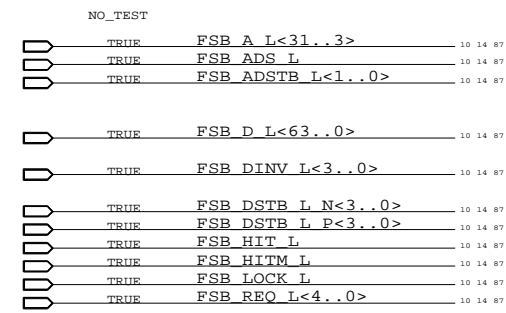 NO_TEST
TRUE FSB_A_L<31..3> 10 14 87
TRUE FSB_ADS_L 10 14 87
TRUE FSB_ADSTB_L<1..0> 10 14 87
TRUE FSB_D_L<63..0> 10 14 87
TRUE FSB_DINV_L<3..0> 10 14 87
TRUE FSB_DSTB_L_N<3..0> 10 14 87
TRUE FSB_DSTB_L_P<3..0> 10 14 87
TRUE FSB_HIT_L 10 14 87
TRUE FSB_HITM_L 10 14 87
TRUE FSB_LOCK_L 10 14 87
TRUE FSB_REQ_L<4..0> 10 14 87